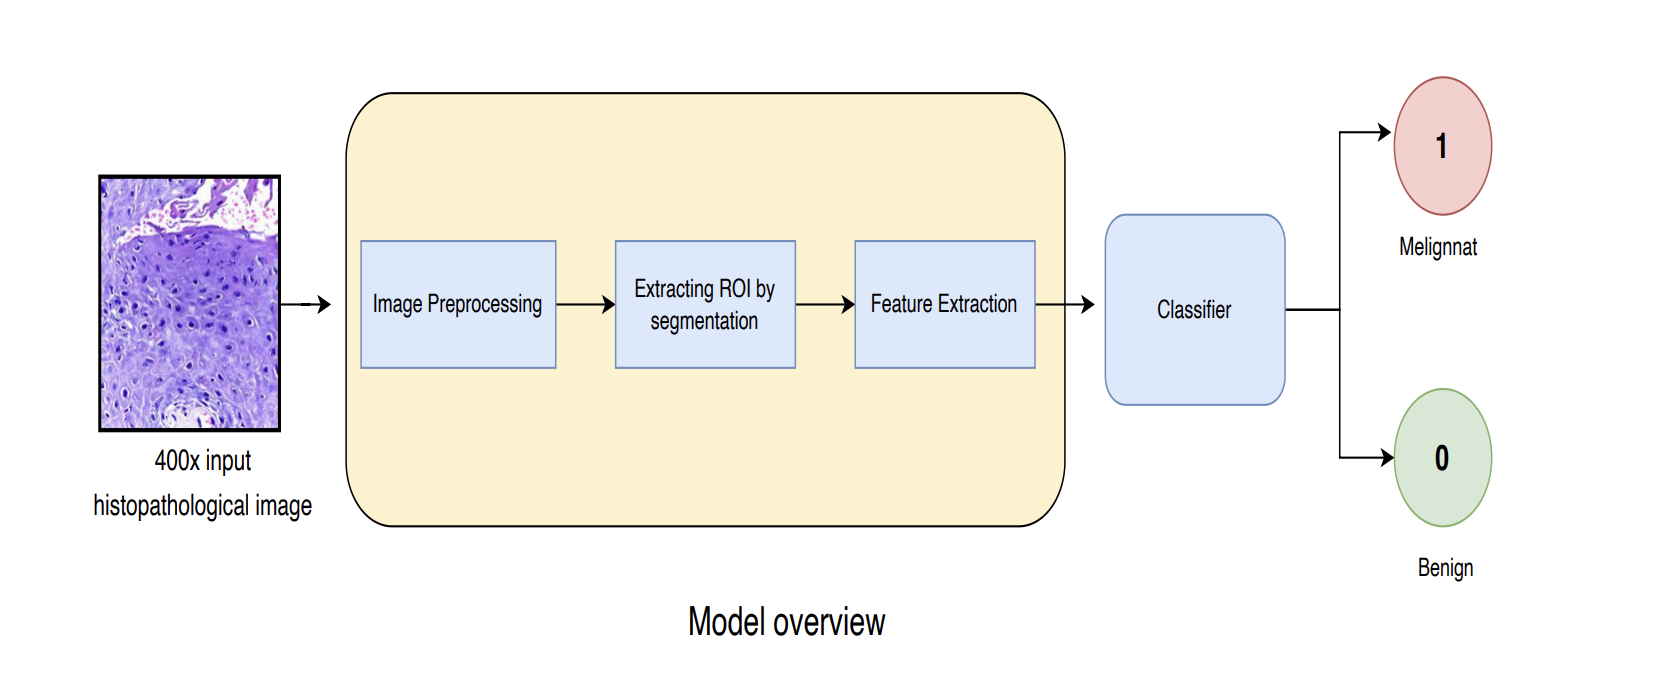 400x input
histopathological image
Image Preprocessing
Extracting ROI by
segmentation
Feature Extraction
Classifier
1
Melignnat
0
Benign
Model overview